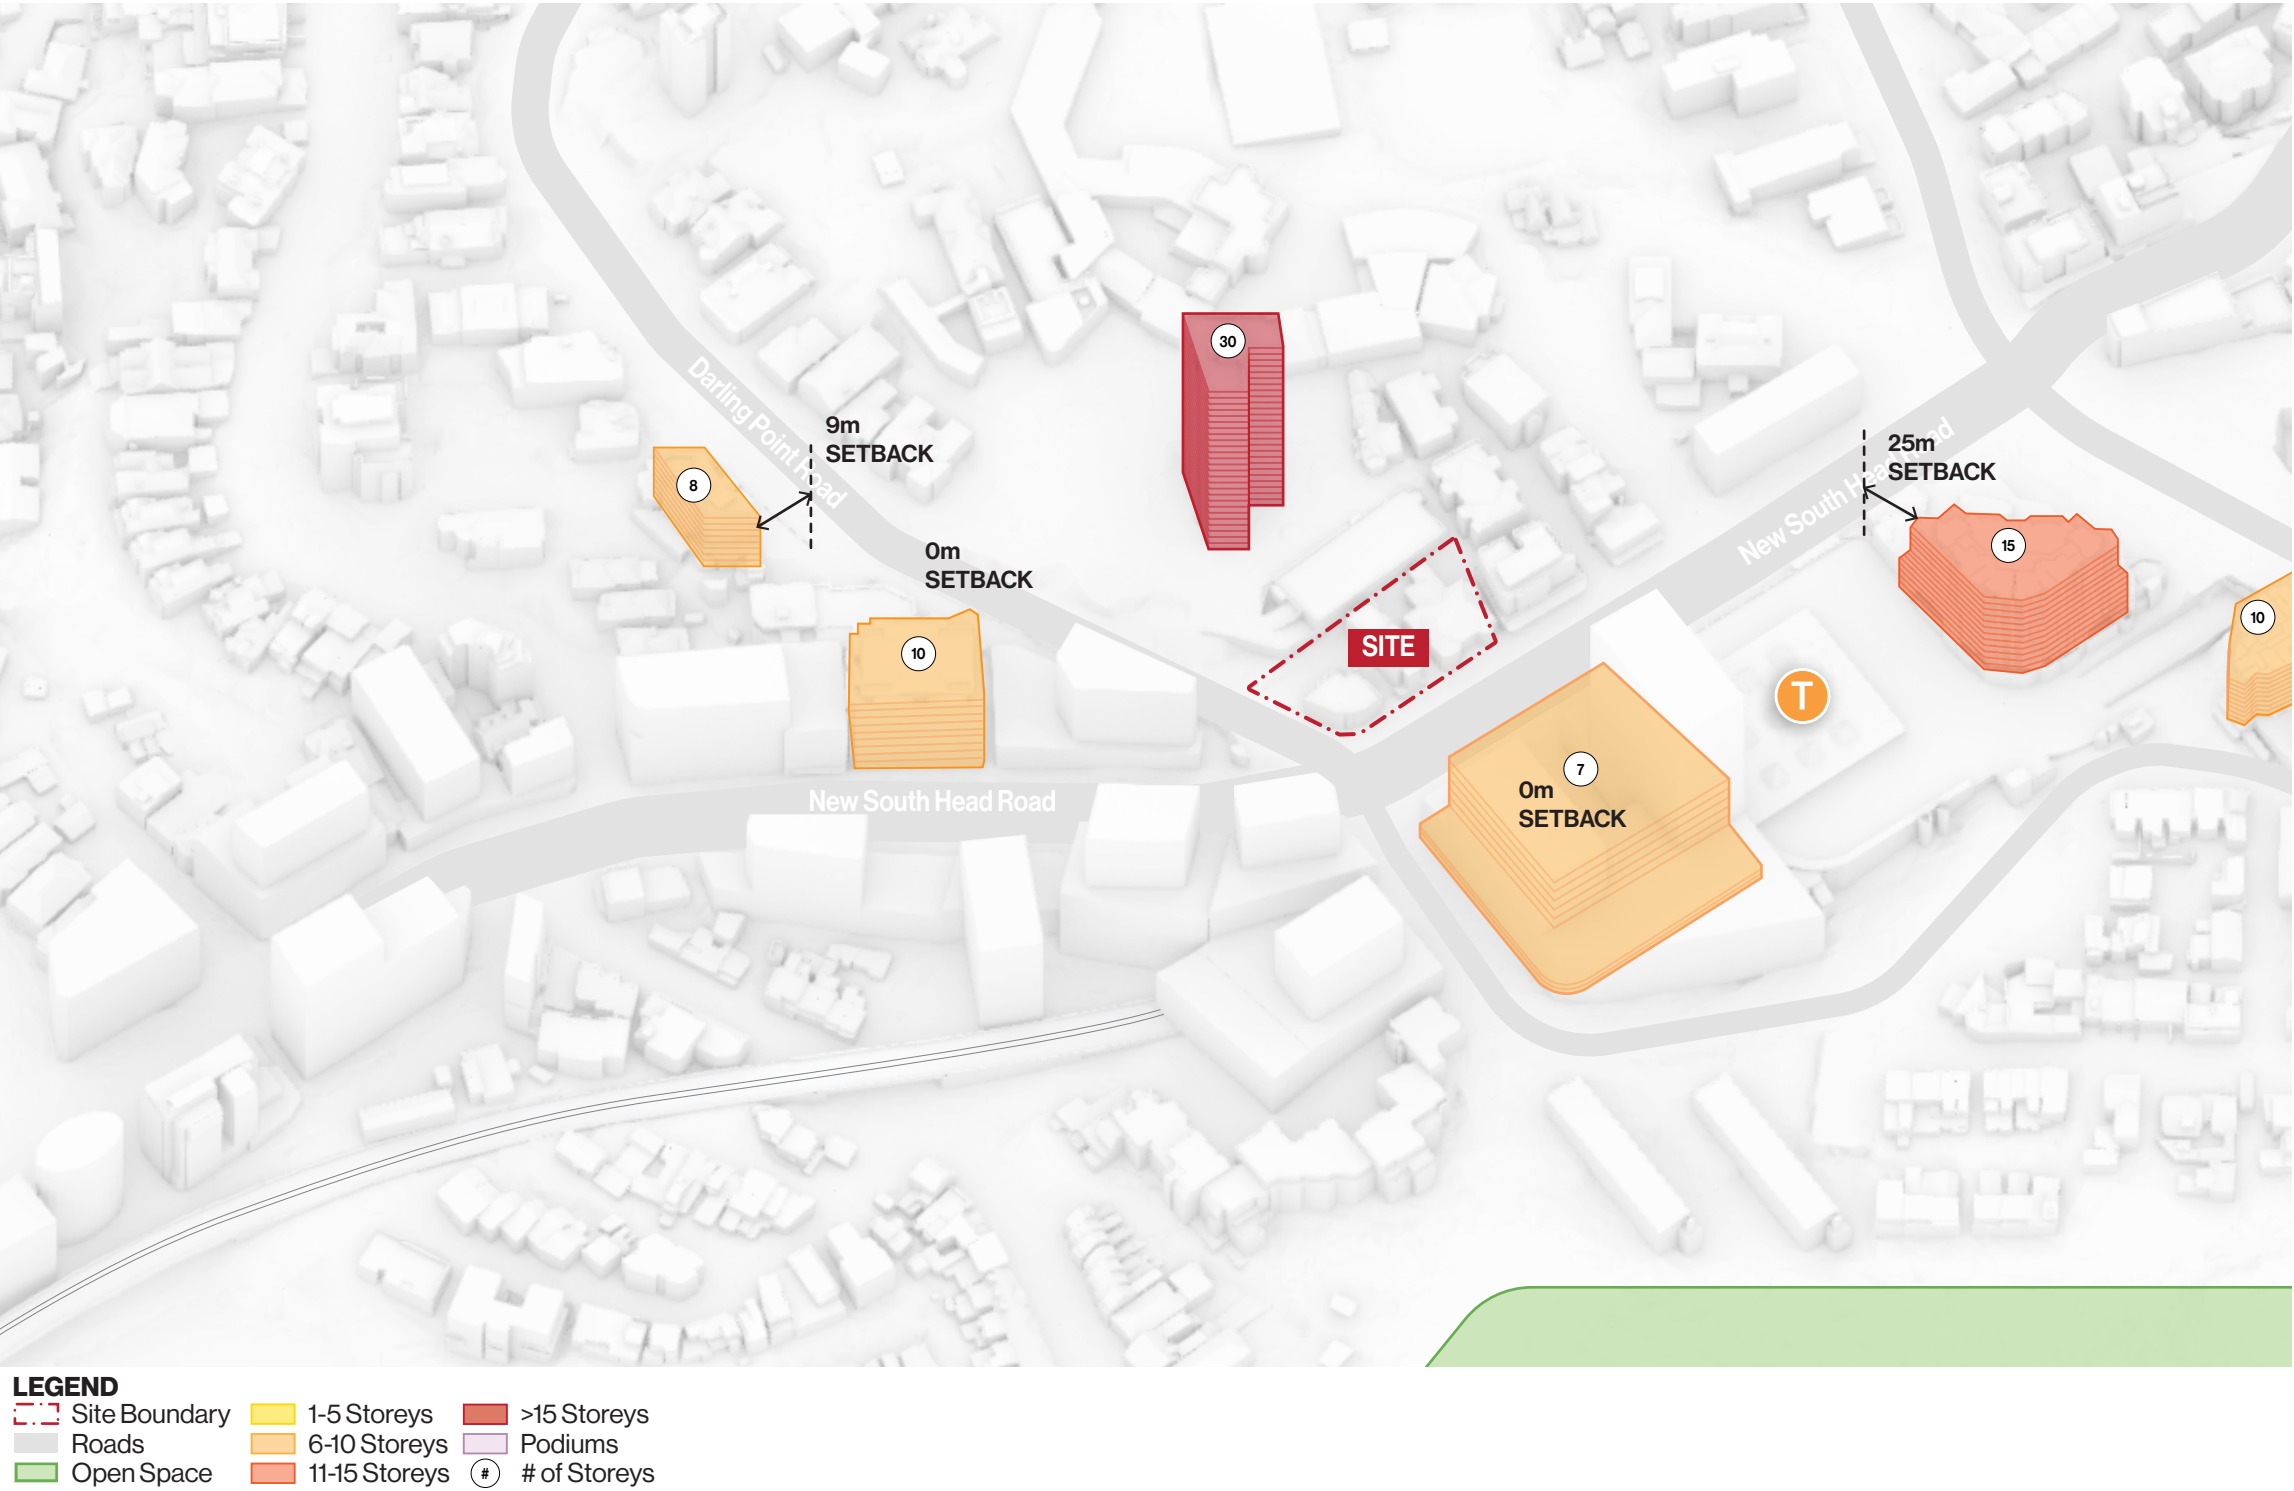 30
Darling Point Road
9m
SETBACK
25m
SETBACK
New South Head Road
8
15
0m
SETBACK
10
10
SITE
T
7
0m
SETBACK
New South Head Road
LEGEND
Site Boundary
Roads
Open Space
1-5 Storeys
6-10 Storeys
11-15 Storeys
>15 Storeys
Podiums
# # of Storeys